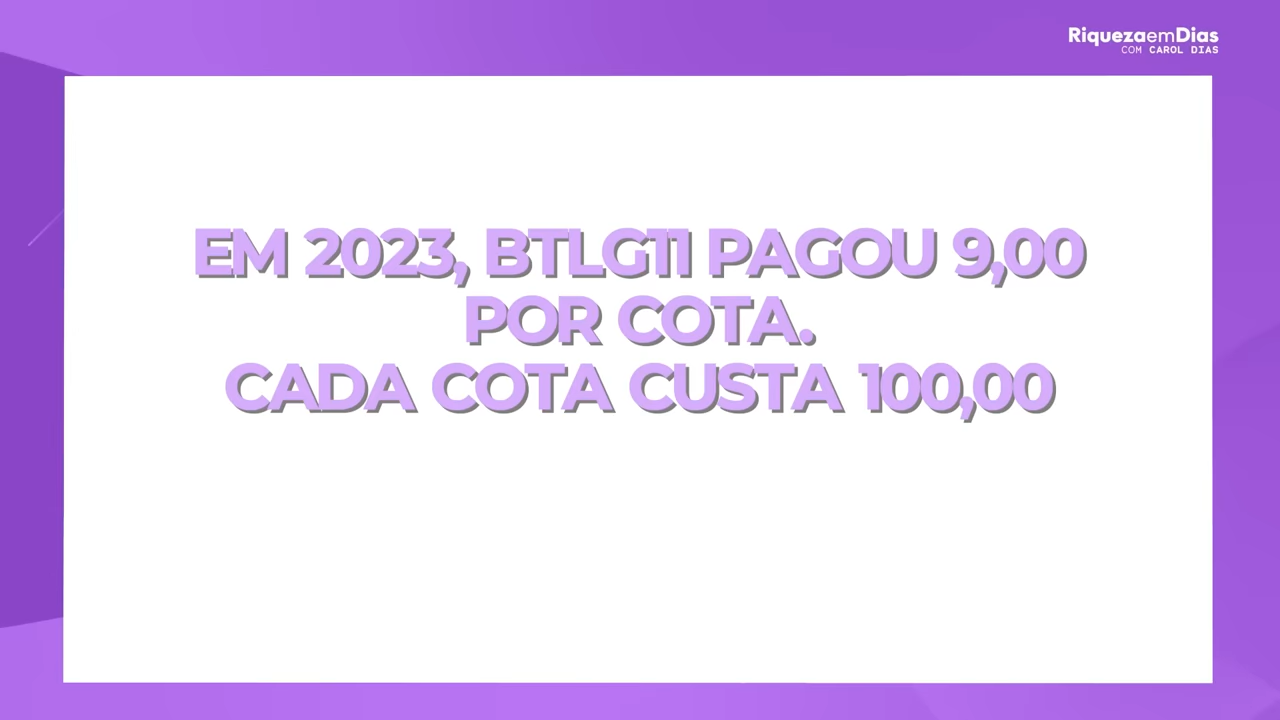 RiquezaemDias
COM CAROL DIAS
EM 2023, BTLG11 PAGOU 9,00
POR COTA.
CADA COTA CUSTA 100,00